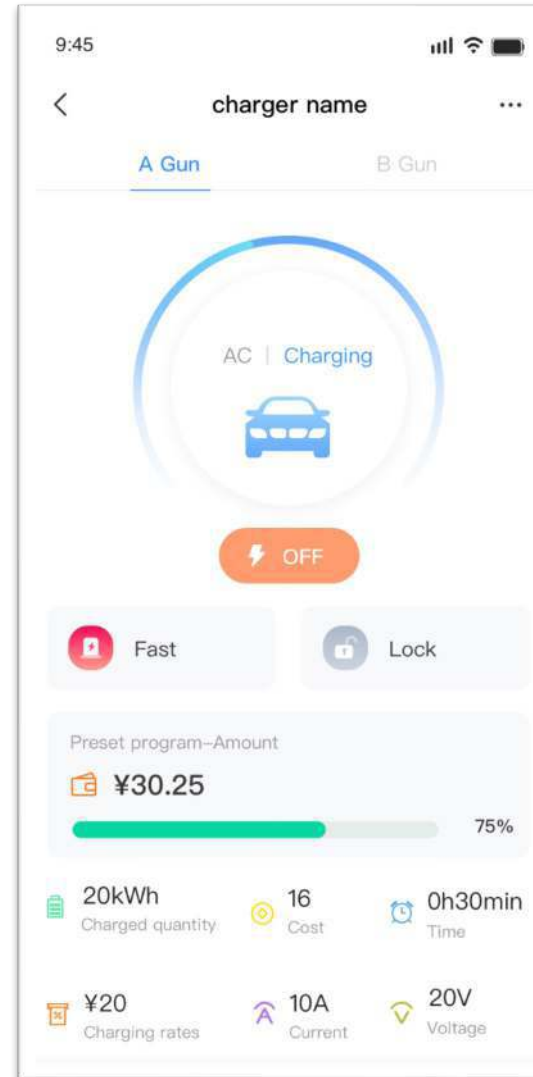 9:45
charger name
A Gun B Gun
AC | Charging
OFF
Fast Lock
Preset program–Amount
¥30.25
75%
20kWh 16 0h30min
Charged quantity Cost Time
¥20 10A 20V
Charging rates Current Voltage